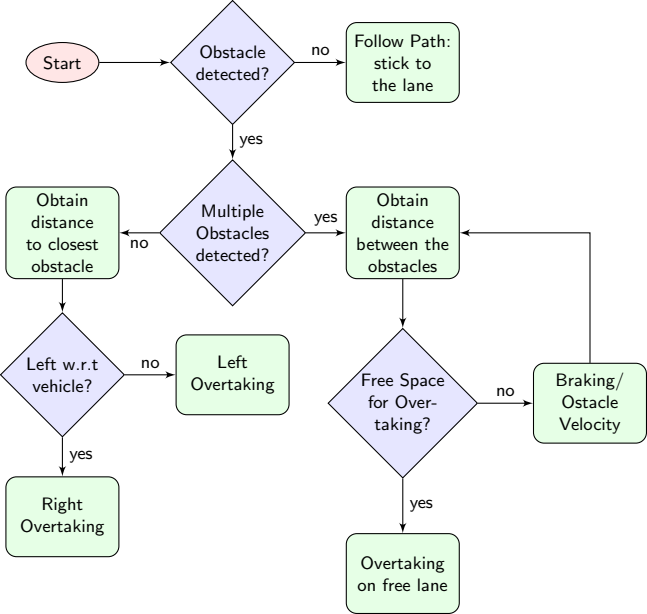 Start
Obstacle
detected?
no
Follow Path:
stick to
the lane
yes
Obtain
distance
to closest
obstacle
no
Multiple
Obstacles
detected?
yes
Obtain
distance
between the
obstacles
Left w.r.t
vehicle?
no
Left
Overtaking
Free Space
for Over-
taking?
no
Braking/
Ostacle
Velocity
yes
Right
Overtaking
yes
Overtaking
on free lane